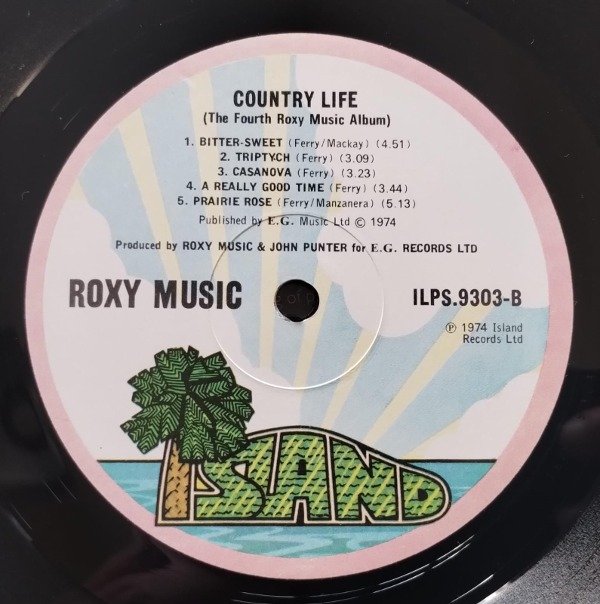 COUNTRY LIFE
(The Fourth Roxy Music Album)
1. BITTER-SWEET (Ferry/Mackay) (4.51)
2. TRIPTYCH (Ferry) (3.09)
3. CASANOVA (Ferry) (3.23)
4. A REALLY GOOD TIME (Ferry) (3.44)
5. PRAIRIE ROSE (Ferry/Manzanera) (5.13)
Published by E.G. Music Ltd © 1974
Produced by ROXY MUSIC & JOHN PUNTER for E.G. RECORDS LTD
ROXY MUSIC
ILPS.9303-B
℗ 1974 Island
Records Ltd
ISLAND